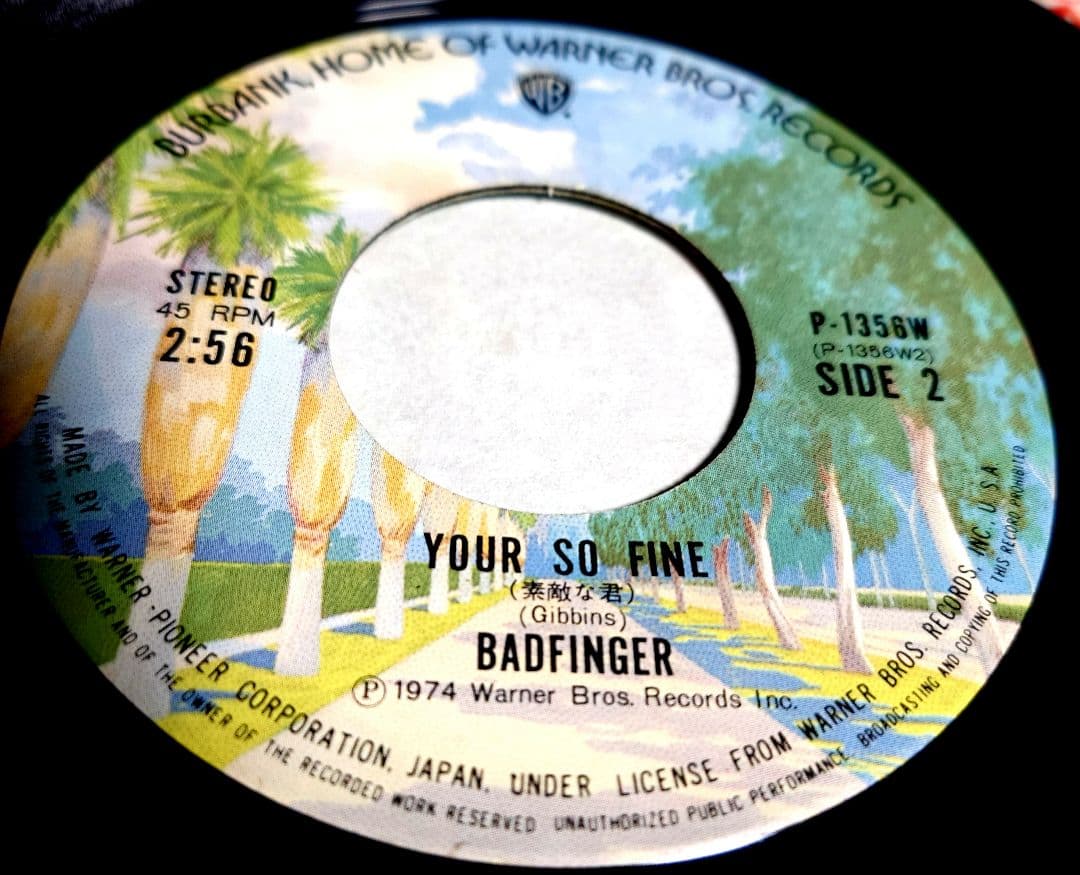 BURBANK, HOME OF WARNER BROS. RECORDS
WB
STEREO
45 RPM
2:56
P-1356W
(P-1356W2)
SIDE 2
YOUR SO FINE
(素敵な君)
(Gibbins)
BADFINGER
Ⓟ1974 Warner Bros. Records Inc.
MADE BY WARNER-PIONEER CORPORATION, JAPAN, UNDER LICENSE FROM WARNER BROS. RECORDS, INC. U.S.A
ALL RIGHTS OF THE MANUFACTURER AND OF THE OWNER OF THE RECORDED WORK RESERVED UNAUTHORIZED PUBLIC PERFORMANCE BROADCASTING AND COPYING OF THIS RECORD PROHIBITED